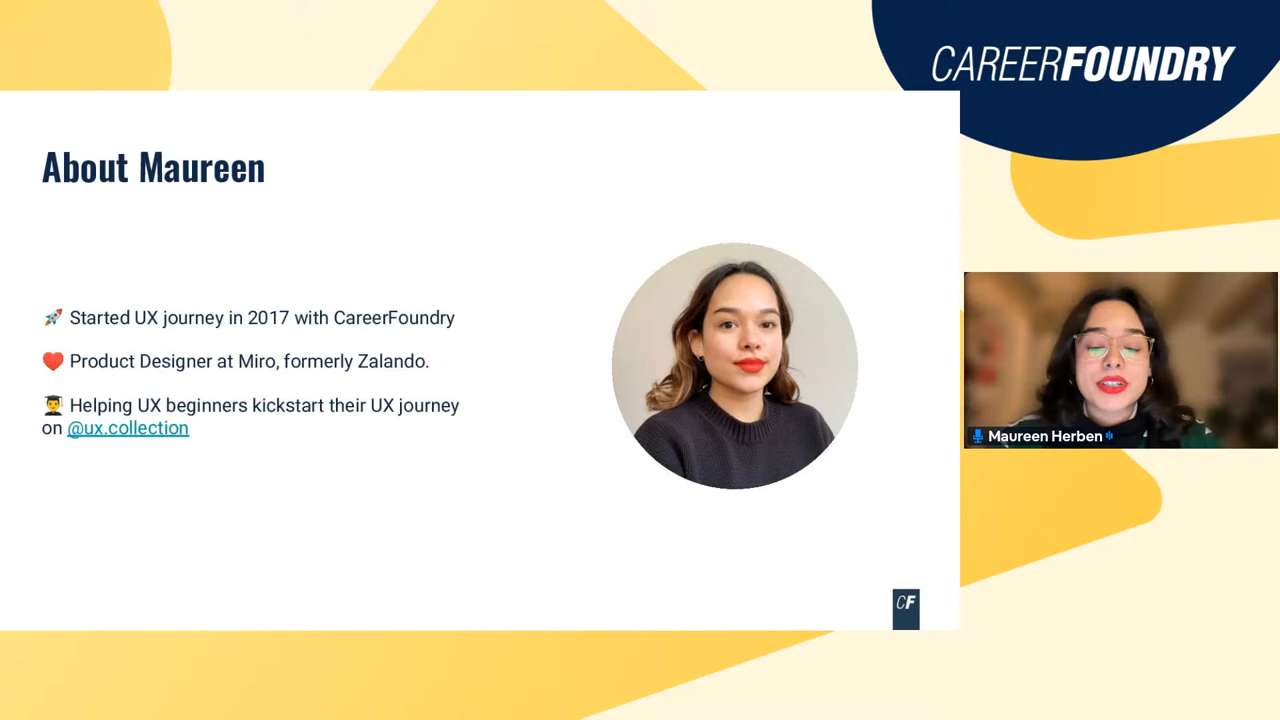 CAREERFOUNDRY
About Maureen
🚀 Started UX journey in 2017 with CareerFoundry
♥️ Product Designer at Miro, formerly Zalando.
👨‍🎓 Helping UX beginners kickstart their UX journey
on @ux.collection
Maureen Herben
CF